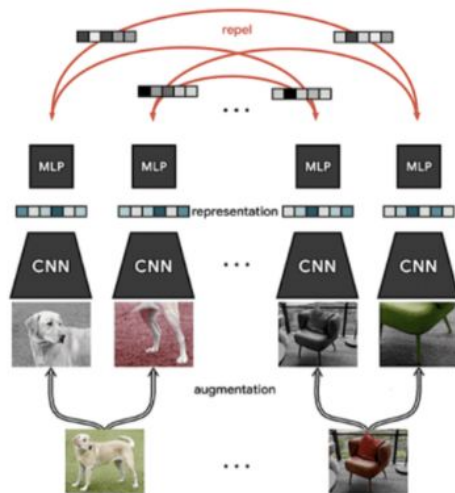 repel
...
MLP MLP MLP MLP
representation
CNN CNN ... CNN CNN
augmentation
...